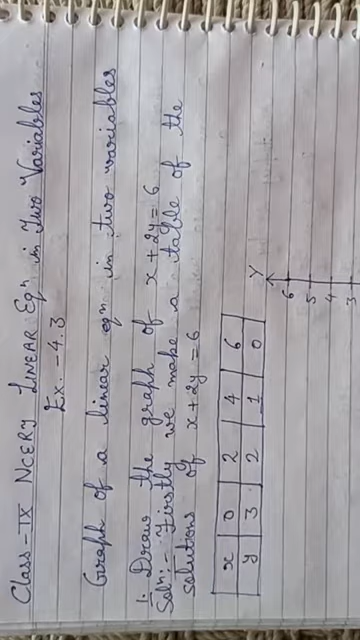 Class-IX NCERT LINEAR Eqⁿ in Two Variables
Ex. - 4.3
Graph of a linear eqⁿ in two variables
1. Draw the graph of x + 2y = 6
Solⁿ:- Firstly we make a table of the
solutions of x + 2y = 6
x 0 2 4 6
y 3 2 1 0
Y
6
5
4
3